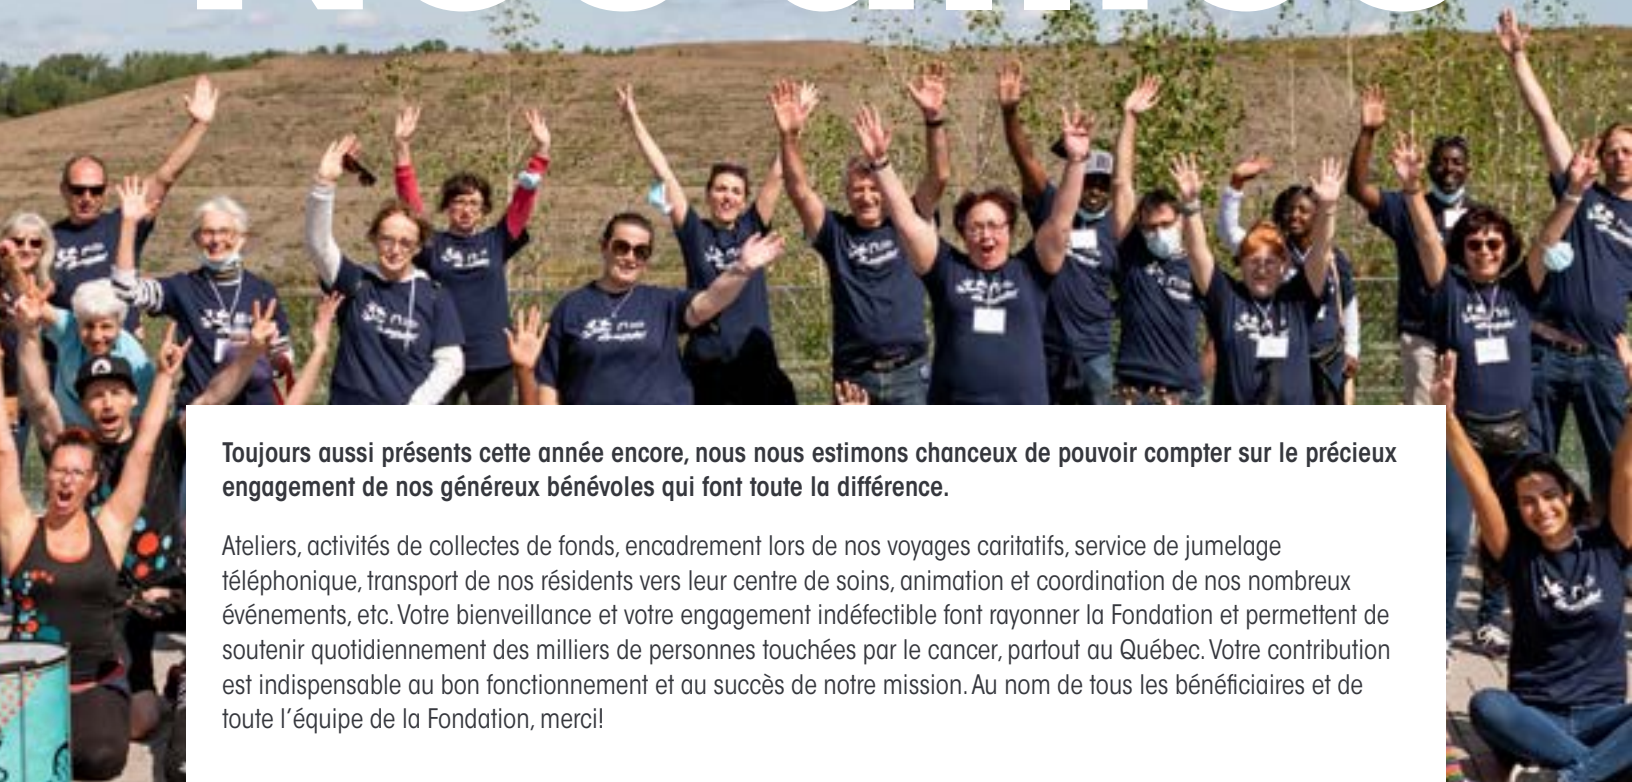 Toujours aussi présents cette année encore, nous nous estimons chanceux de pouvoir compter sur le précieux
engagement de nos généreux bénévoles qui font toute la différence.
Ateliers, activités de collectes de fonds, encadrement lors de nos voyages caritatifs, service de jumelage
téléphonique, transport de nos résidents vers leur centre de soins, animation et coordination de nos nombreux
événements, etc. Votre bienveillance et votre engagement indéfectible font rayonner la Fondation et permettent de
soutenir quotidiennement des milliers de personnes touchées par le cancer, partout au Québec. Votre contribution
est indispensable au bon fonctionnement et au succès de notre mission. Au nom de tous les bénéficiaires et de
toute l'équipe de la Fondation, merci!